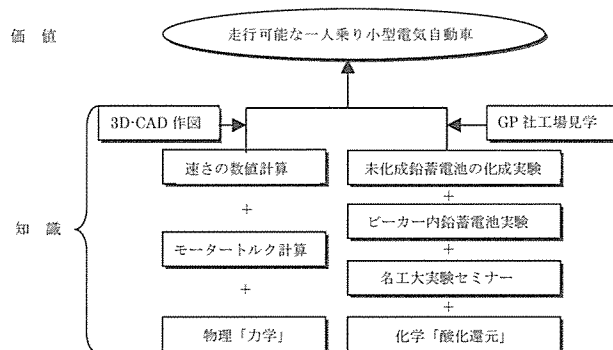 価 値
走行可能な一人乗り小型電気自動車
3D-CAD 作図
GP 社工場見学
速さの数値計算
未化成鉛蓄電池の化成実験
+
+
ビーカー内鉛蓄電池実験
知 識
モータートルク計算
+
名工大実験セミナー
+
+
物理「力学」
化学「酸化還元」